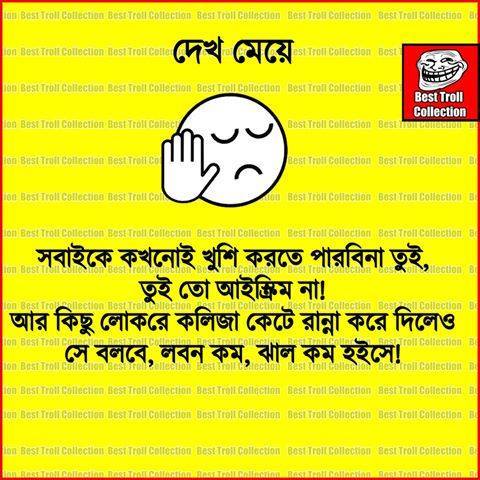 দেখ মেয়ে
Best Troll
Collection
সবাইকে কখনোই খুশি করতে পারবিনা তুই,
তুই তো আইস্ক্রিম না!
আর কিছু লোকরে কলিজা কেটে রান্না করে দিলেও
সে বলবে, লবন কম, ঝাল কম হইসে!